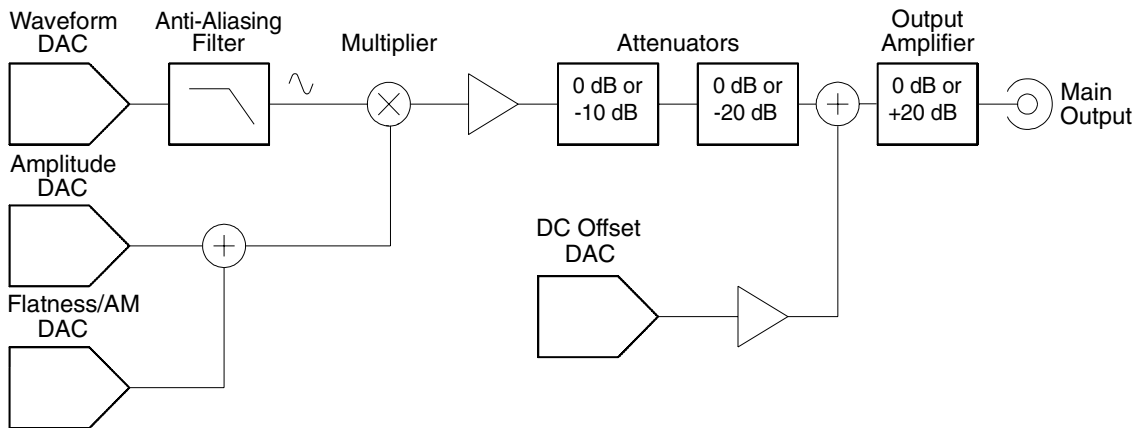 Waveform
DAC
Anti-Aliasing
Filter
Multiplier
Attenuators
Output
Amplifier
0 dB or
-10 dB
0 dB or
-20 dB
0 dB or
+20 dB
Main
Output
Amplitude
DAC
DC Offset
DAC
Flatness/AM
DAC